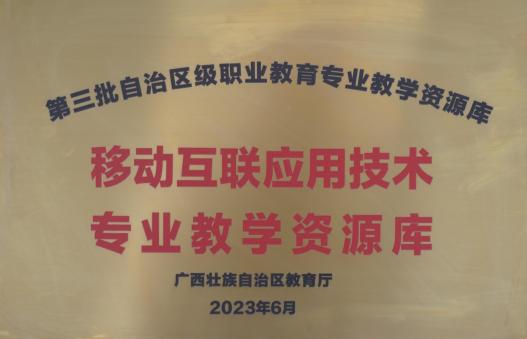 第三批自治区级职业教育专业教学资源库
移动互联应用技术
专业教学资源库
广西壮族自治区教育厅
2023年6月